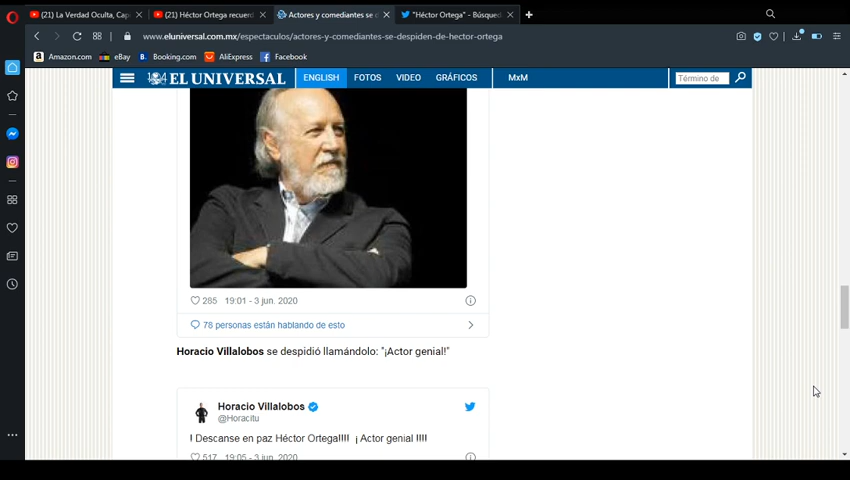 (21) La Verdad Oculta, Cap
(21) Héctor Ortega recuerd
Actores y comediantes se d
"Héctor Ortega" - Búsqued
www.eluniversal.com.mx/espectaculos/actores-y-comediantes-se-despiden-de-hector-ortega
Amazon.com
eBay
Booking.com
AliExpress
Facebook
EL UNIVERSAL
ENGLISH
FOTOS
VIDEO
GRÁFICOS
MxM
Término de
285 19:01 - 3 jun. 2020
78 personas están hablando de esto
Horacio Villalobos se despidió llamándolo: "¡Actor genial!"
Horacio Villalobos
@Horacitu
! Descanse en paz Héctor Ortega!!!! ¡ Actor genial !!!!
517 19:05 - 3 jun. 2020